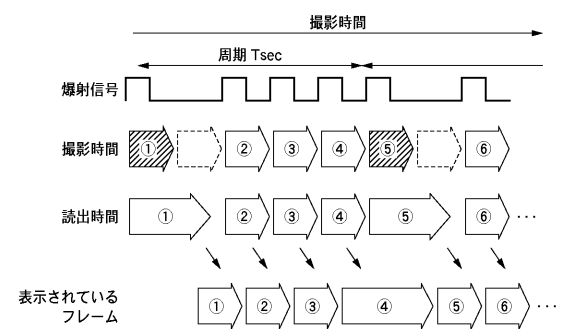 撮影時間
周期 Tsec
爆射信号
撮影時間 ① ② ③ ④ ⑤ ⑥
読出時間 ① ② ③ ④ ⑤ ⑥ ・・・
表示されている
フレーム ① ② ③ ④ ⑤ ⑥ ・・・